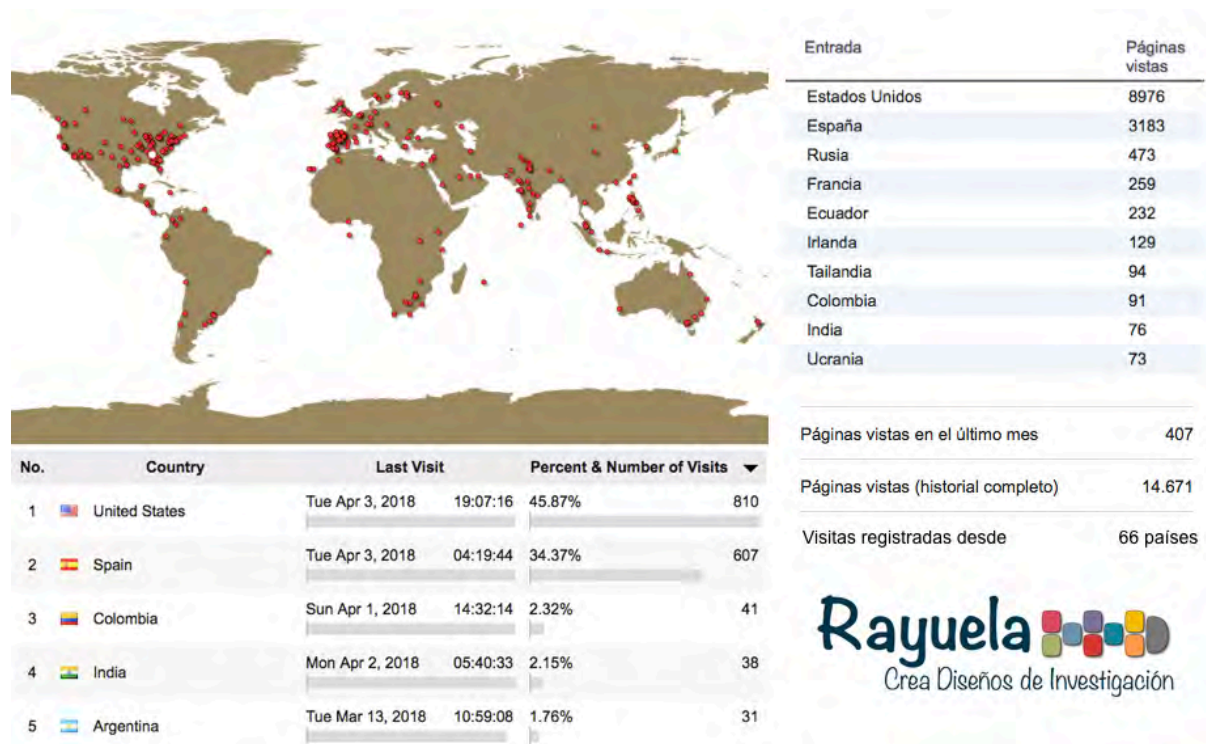 Entrada Páginas vistas
Estados Unidos 8976
España 3183
Rusia 473
Francia 259
Ecuador 232
Irlanda 129
Tailandia 94
Colombia 91
India 76
Ucrania 73
Páginas vistas en el último mes 407
Páginas vistas (historial completo) 14.671
Visitas registradas desde 66 países
No. Country Last Visit Percent & Number of Visits
1 United States Tue Apr 3, 2018 19:07:16 45.87% 810
2 Spain Tue Apr 3, 2018 04:19:44 34.37% 607
3 Colombia Sun Apr 1, 2018 14:32:14 2.32% 41
4 India Mon Apr 2, 2018 05:40:33 2.15% 38
5 Argentina Tue Mar 13, 2018 10:59:08 1.76% 31
Rayuela
Crea Diseños de Investigación